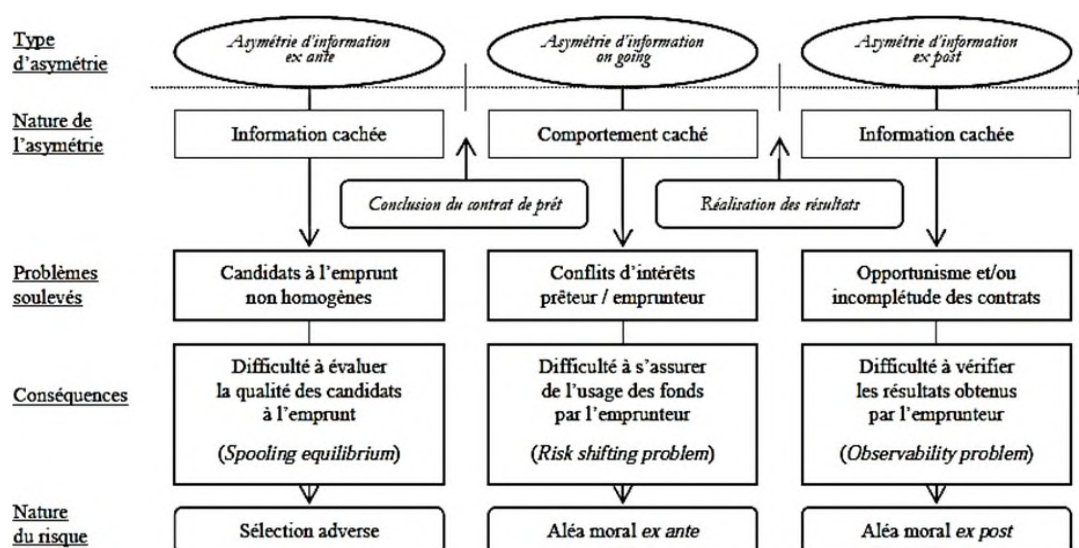 Type
d'asymétrie
Asymétrie d'information
ex ante
Asymétrie d'information
on going
Asymétrie d'information
ex post
Nature de
l'asymétrie
Information cachée
Comportement caché
Information cachée
Conclusion du contrat de prêt
Réalisation des résultats
Problèmes
soulevés
Candidats à l'emprunt
non homogènes
Conflits d'intérêts
prêteur / emprunteur
Opportunisme et/ou
incomplétude des contrats
Conséquences
Difficulté à évaluer
la qualité des candidats
à l'emprunt
(Spooling equilibrium)
Difficulté à s'assurer
de l'usage des fonds
par l'emprunteur
(Risk shifting problem)
Difficulté à vérifier
les résultats obtenus
par l'emprunteur
(Observability problem)
Nature
du risque
Sélection adverse
Aléa moral ex ante
Aléa moral ex post